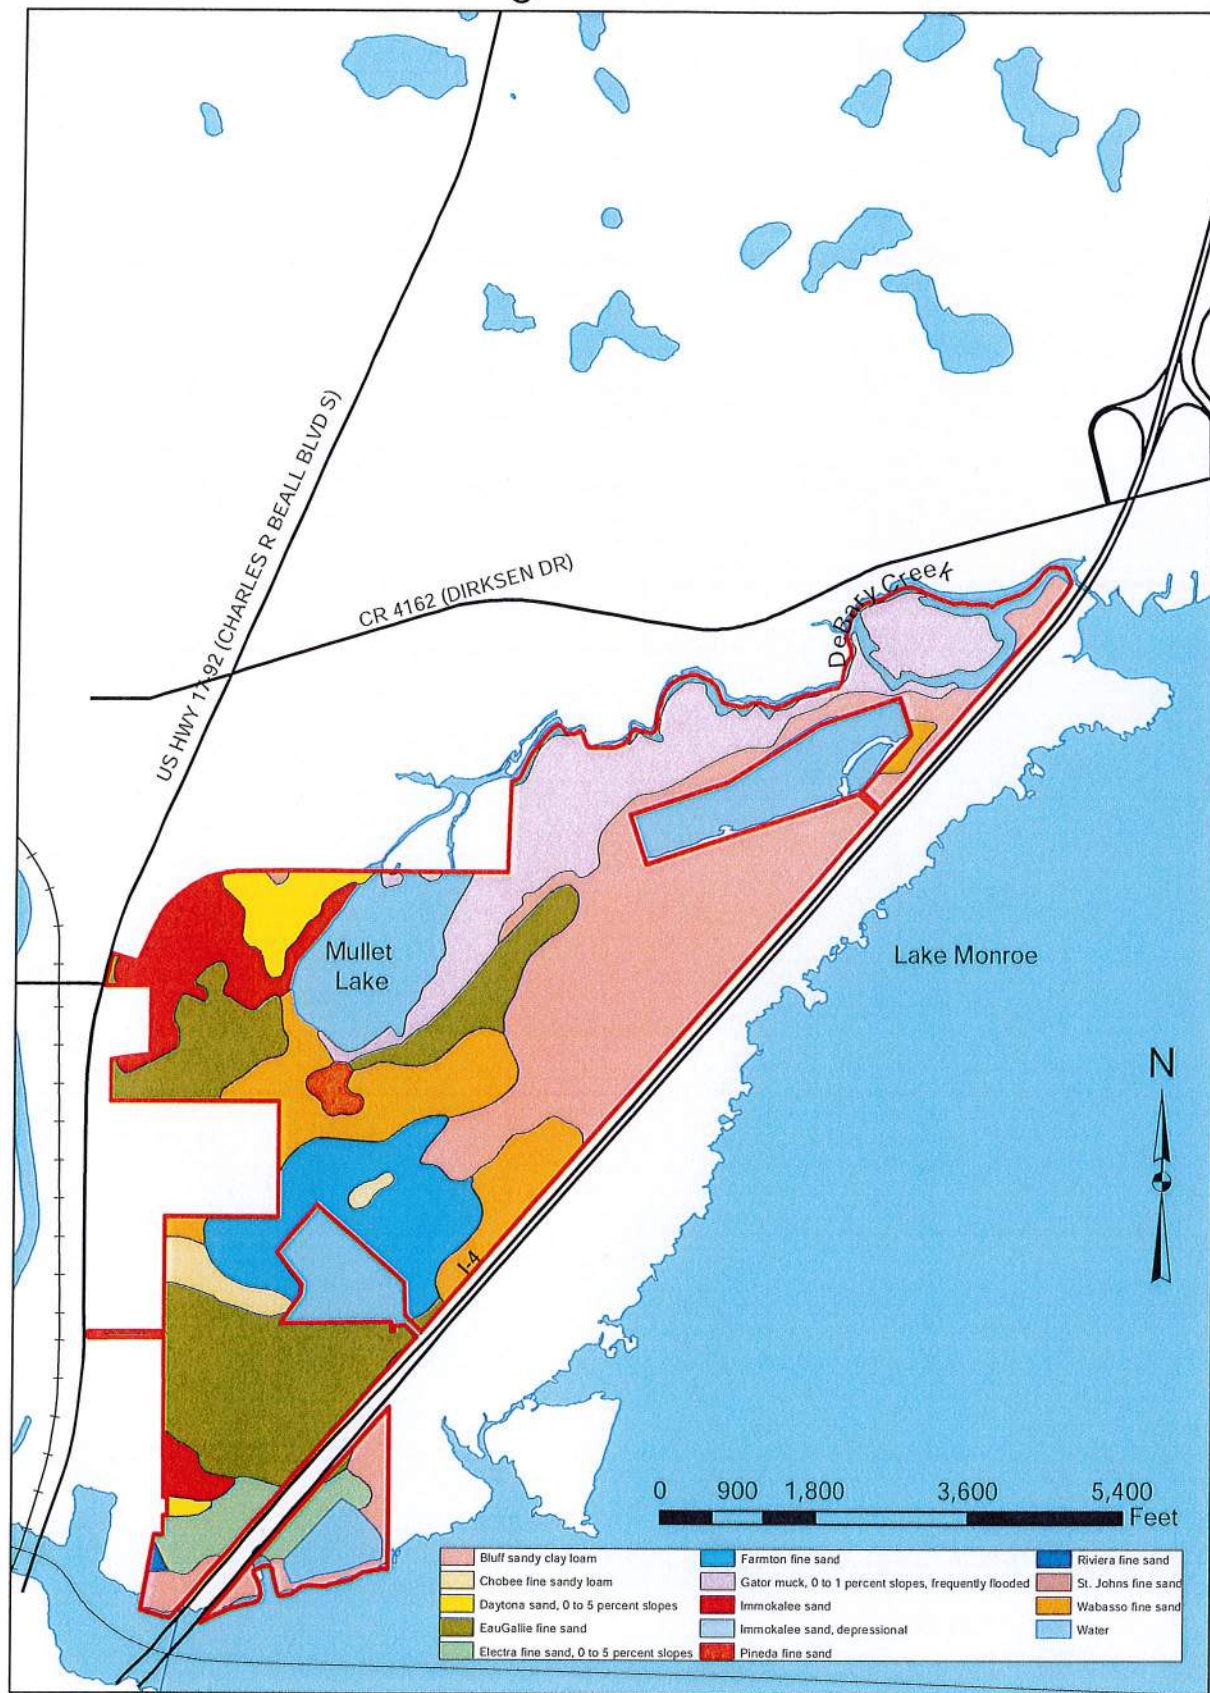 US HWY 17-92 (CHARLES R BEALL BLVD S)
CR 4162 (DIRKSEN DR)
DeBary Creek
Mullet
Lake
Lake Monroe
N
I-4
0 900 1,800 3,600 5,400
Feet
Bluff sandy clay loam
Chobee fine sandy loam
Daytona sand, 0 to 5 percent slopes
EauGallie fine sand
Electra fine sand, 0 to 5 percent slopes
Farmton fine sand
Gator muck, 0 to 1 percent slopes, frequently flooded
Immokalee sand
Immokalee sand, depressional
Pineda fine sand
Riviera fine sand
St. Johns fine sand
Wabasso fine sand
Water